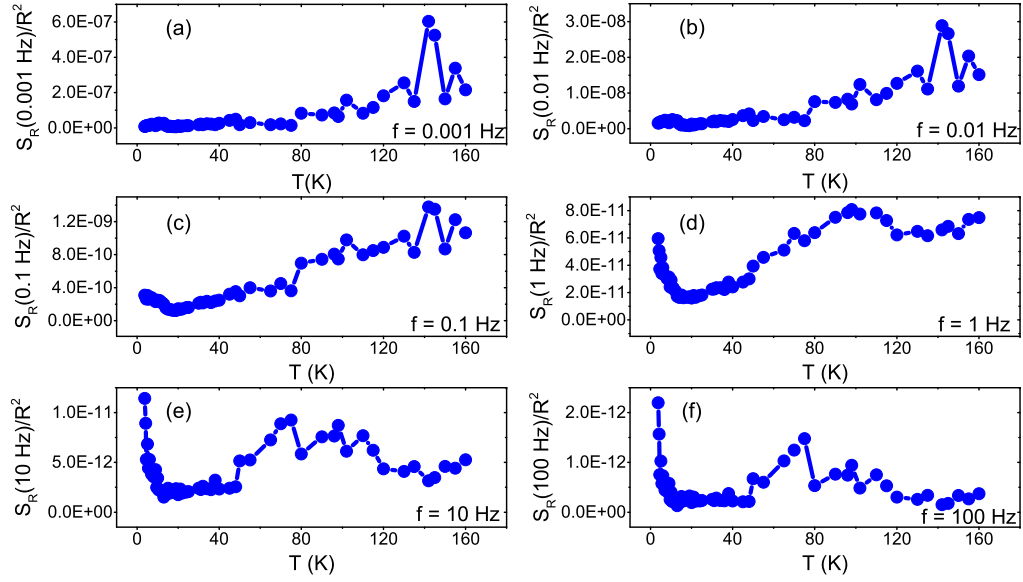 S_R(0.001 Hz)/R²
6.0E-07
4.0E-07
2.0E-07
0.0E+00
(a)
f = 0.001 Hz
0 40 80 120 160
T(K)
S_R(0.01 Hz)/R²
3.0E-08
2.0E-08
1.0E-08
0.0E+00
(b)
f = 0.01 Hz
0 40 80 120 160
T (K)
S_R(0.1 Hz)/R²
1.2E-09
8.0E-10
4.0E-10
0.0E+00
(c)
f = 0.1 Hz
0 40 80 120 160
T (K)
S_R(1 Hz)/R²
8.0E-11
6.0E-11
4.0E-11
2.0E-11
0.0E+00
(d)
f = 1 Hz
0 40 80 120 160
T (K)
S_R(10 Hz)/R²
1.0E-11
5.0E-12
0.0E+00
(e)
f = 10 Hz
0 40 80 120 160
T (K)
S_R(100 Hz)/R²
2.0E-12
1.0E-12
0.0E+00
(f)
f = 100 Hz
0 40 80 120 160
T (K)